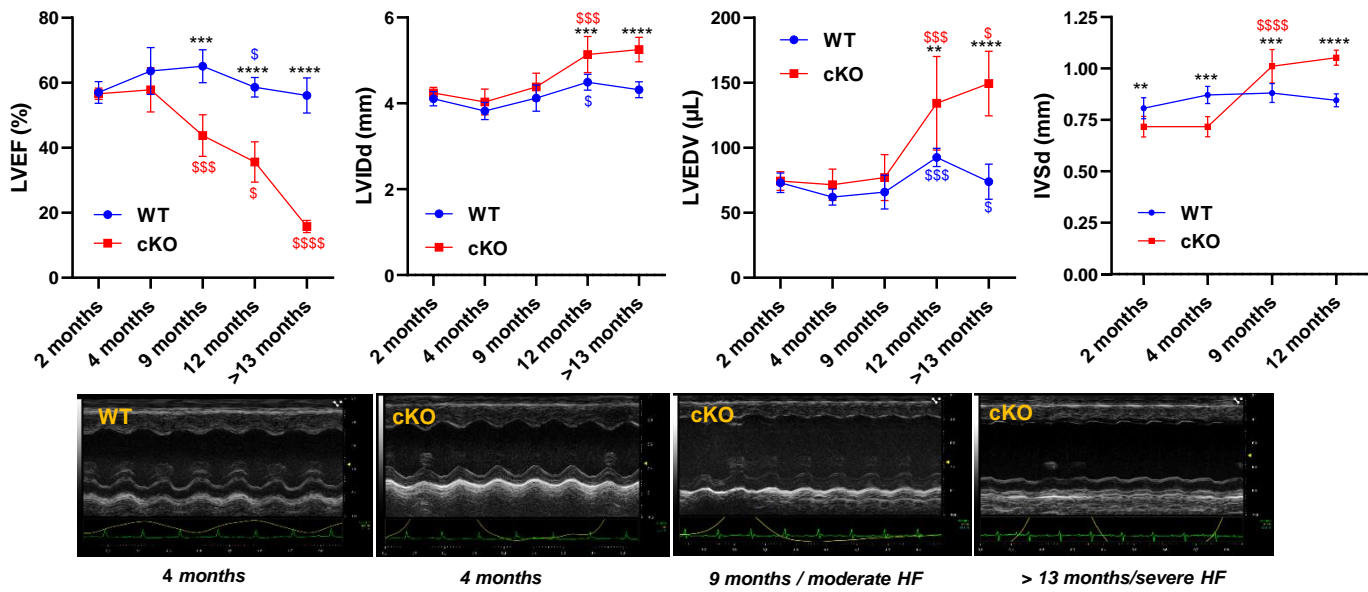 LVEF (%)
80
60
40
20
0
***
$
****
****
$$$
$
$$$$
WT
cKO
2 months
4 months
9 months
12 months
>13 months
LVIDd (mm)
6
4
2
0
$$$
***
****
$
WT
cKO
2 months
4 months
9 months
12 months
>13 months
LVEDV (µL)
200
150
100
50
0
WT
cKO
$$$
**
$
****
$$$
$
2 months
4 months
9 months
12 months
>13 months
IVSd (mm)
1.25
1.00
0.75
0.50
0.25
0.00
**
***
$$$$
***
****
WT
cKO
2 months
4 months
9 months
12 months
WT
cKO
cKO
cKO
4 months
4 months
9 months / moderate HF
> 13 months/severe HF